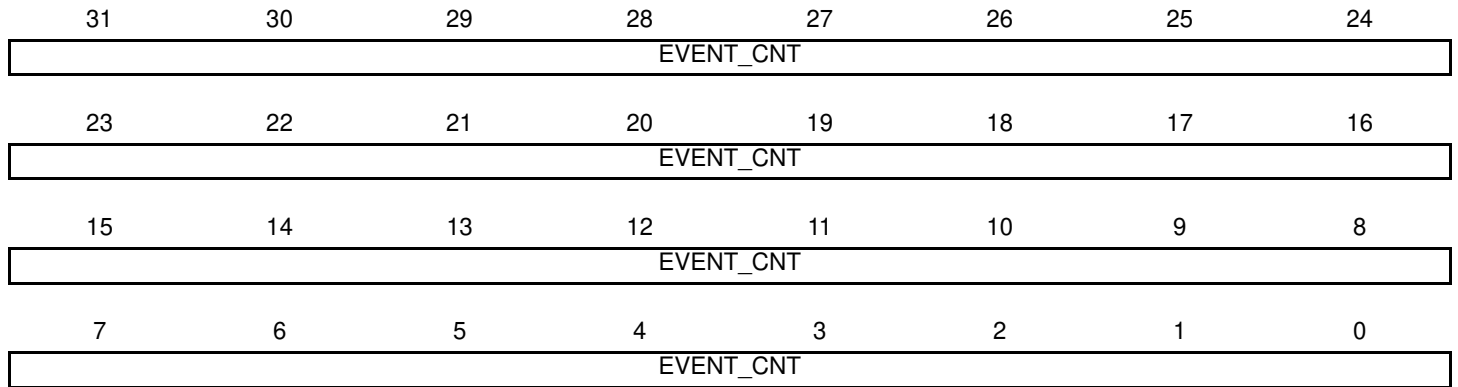 31 30 29 28 27 26 25 24
EVENT_CNT
23 22 21 20 19 18 17 16
EVENT_CNT
15 14 13 12 11 10 9 8
EVENT_CNT
7 6 5 4 3 2 1 0
EVENT_CNT